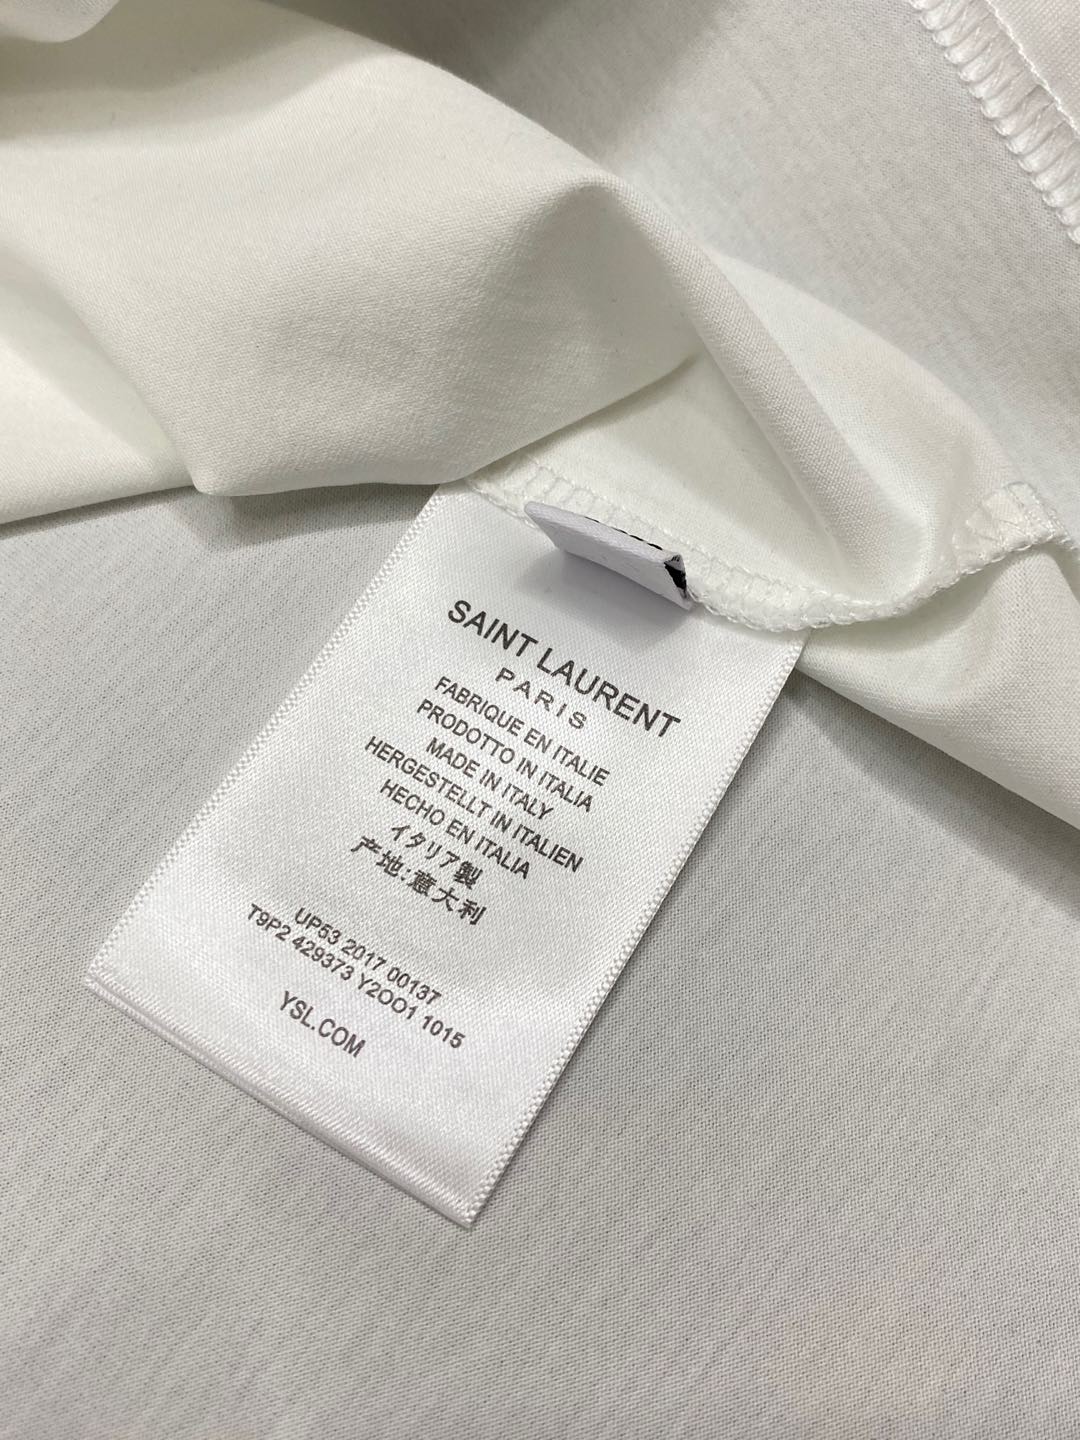 SAINT LAURENT
PARIS
FABRIQUE EN ITALIE
PRODOTTO IN ITALIA
MADE IN ITALY
HERGESTELLT IN ITALIEN
HECHO EN ITALIA
イタリア製
产地:意大利
UP53 2017 00137
T9P2 429373 Y2OO1 1015
YSL.COM